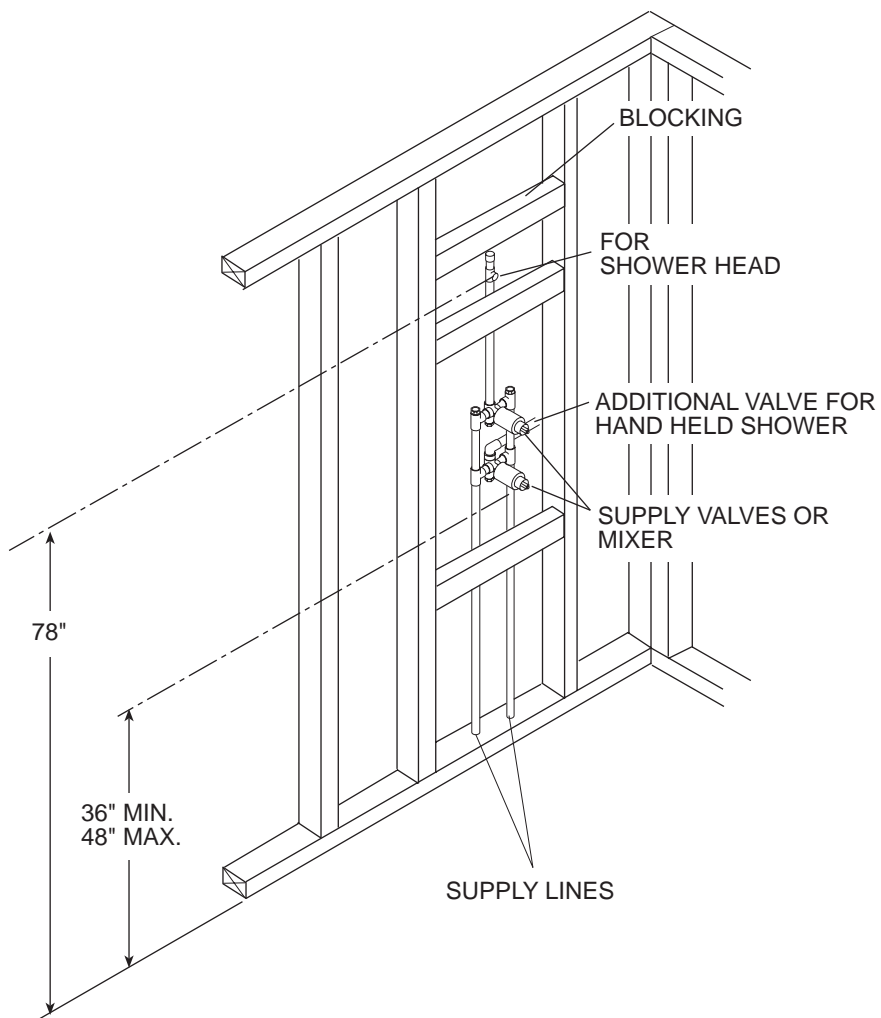 BLOCKING
FOR
SHOWER HEAD
ADDITIONAL VALVE FOR
HAND HELD SHOWER
SUPPLY VALVES OR
MIXER
78"
36" MIN.
48" MAX.
SUPPLY LINES